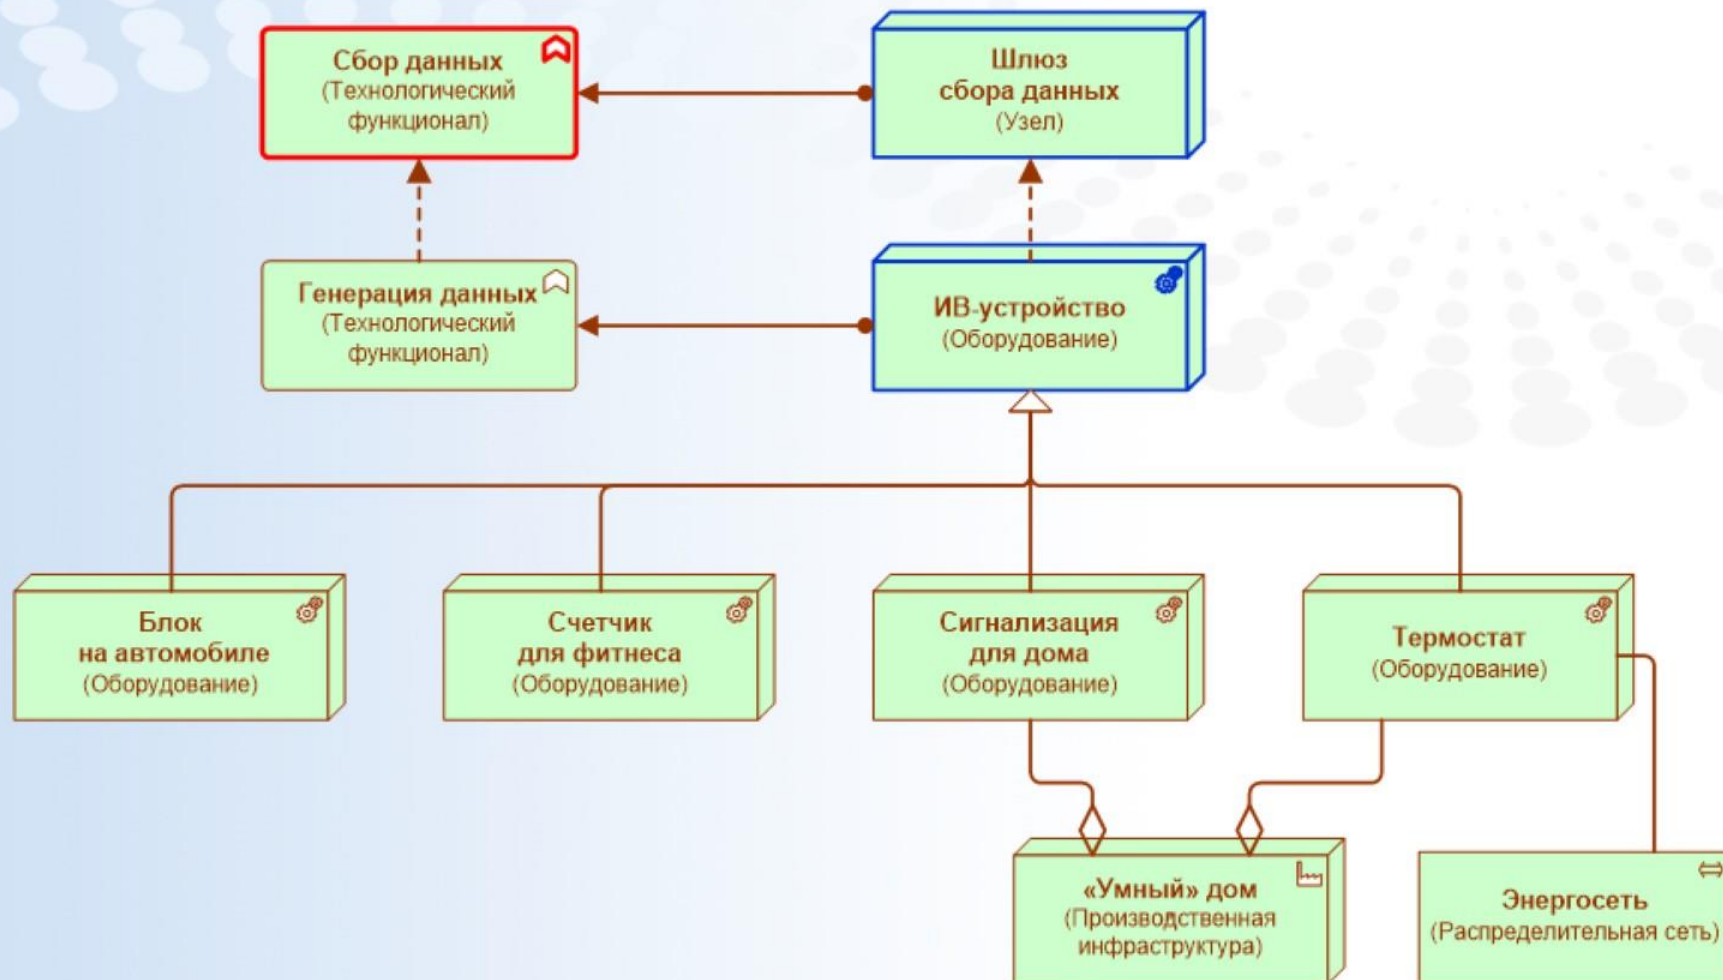 Сбор данных
(Технологический
функционал)
Шлюз
сбора данных
(Узел)
Генерация данных
(Технологический
функционал)
ИВ-устройство
(Оборудование)
Блок
на автомобиле
(Оборудование)
Счетчик
для фитнеса
(Оборудование)
Сигнализация
для дома
(Оборудование)
Термостат
(Оборудование)
«Умный» дом
(Производственная
инфраструктура)
Энергосеть
(Распределительная сеть)